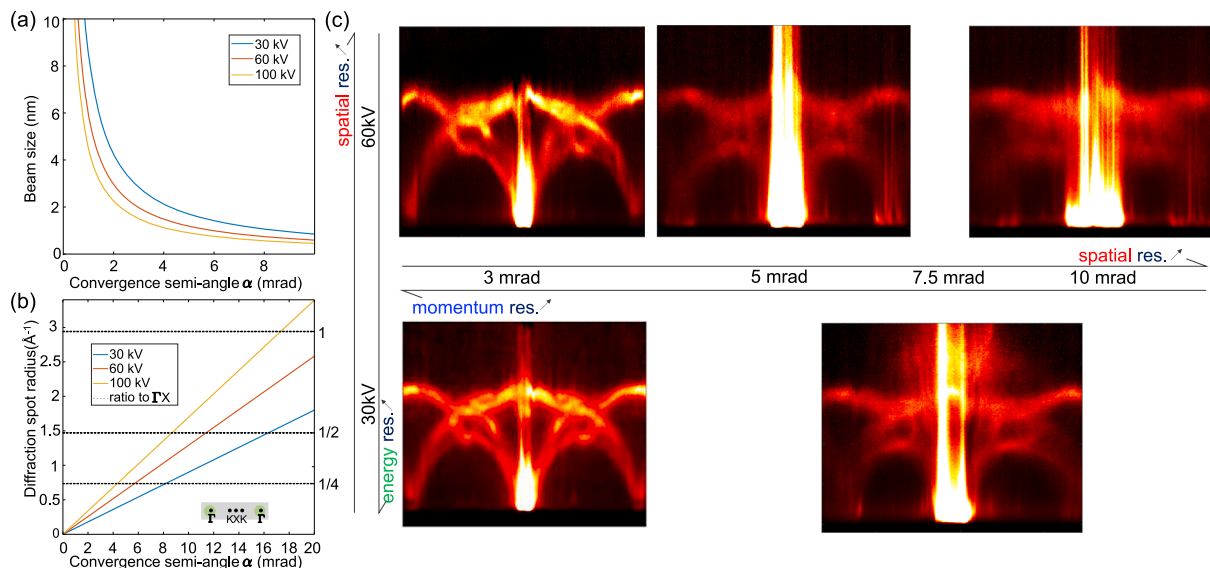 (a)
10
8
6
4
2
0
Beam size (nm)
30 kV
60 kV
100 kV
0 2 4 6 8
Convergence semi-angle α (mrad)
(b)
3
2.5
2
1.5
1
0.5
0
Diffraction spot radius(Å⁻¹)
30 kV
60 kV
100 kV
ratio to ΓX
1
1/2
1/4
Γ KXK Γ
0 2 4 6 8 10 12 14 16 18 20
Convergence semi-angle α (mrad)
(c)
spatial res.
60kV
spatial res.
3 mrad 5 mrad 7.5 mrad 10 mrad
momentum res.
30kV
energy res.